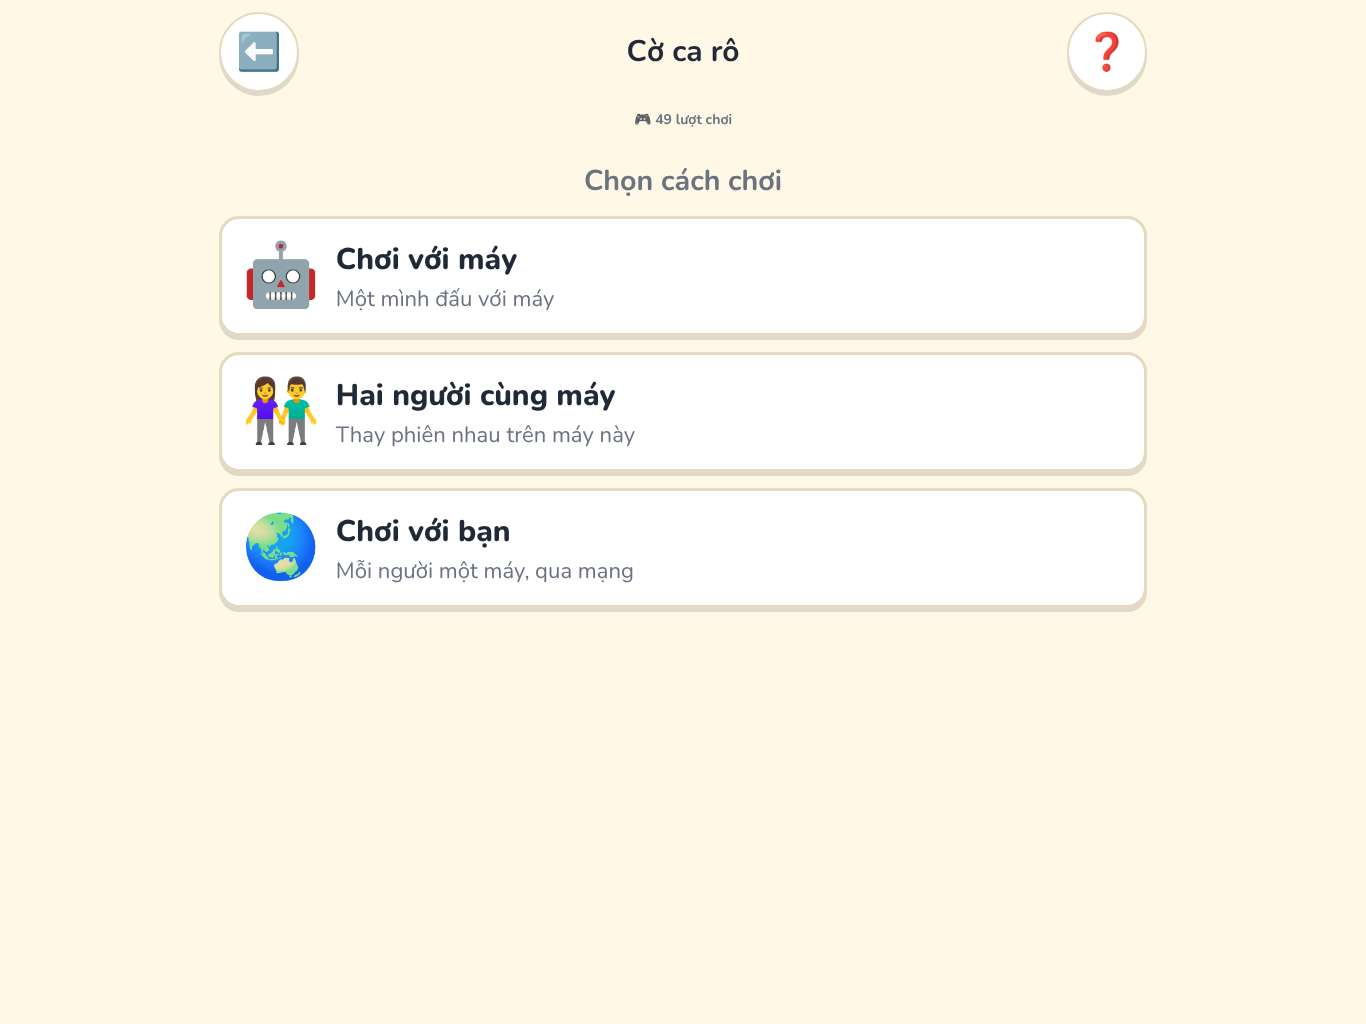 Cờ ca rô
49 lượt chơi
Chọn cách chơi
Chơi với máy
Một mình đấu với máy
Hai người cùng máy
Thay phiên nhau trên máy này
Chơi với bạn
Mỗi người một máy, qua mạng